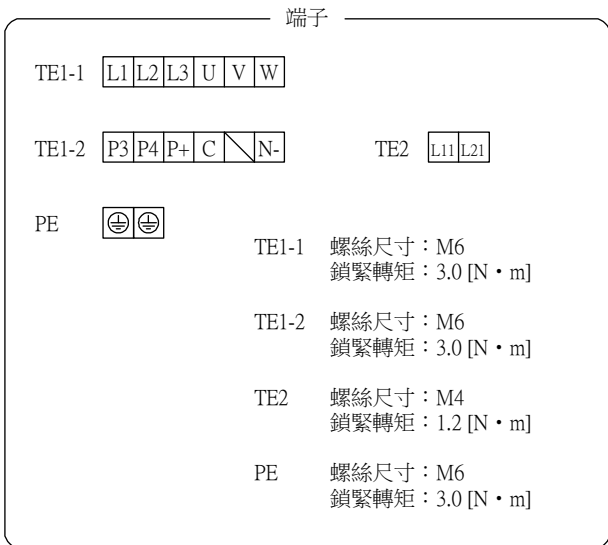 端子
TE1-1 L1 L2 L3 U V W
TE1-2 P3 P4 P+ C N- TE2 L11 L21
PE
TE1-1 螺絲尺寸：M6
鎖緊轉矩：3.0 [N・m]
TE1-2 螺絲尺寸：M6
鎖緊轉矩：3.0 [N・m]
TE2 螺絲尺寸：M4
鎖緊轉矩：1.2 [N・m]
PE 螺絲尺寸：M6
鎖緊轉矩：3.0 [N・m]